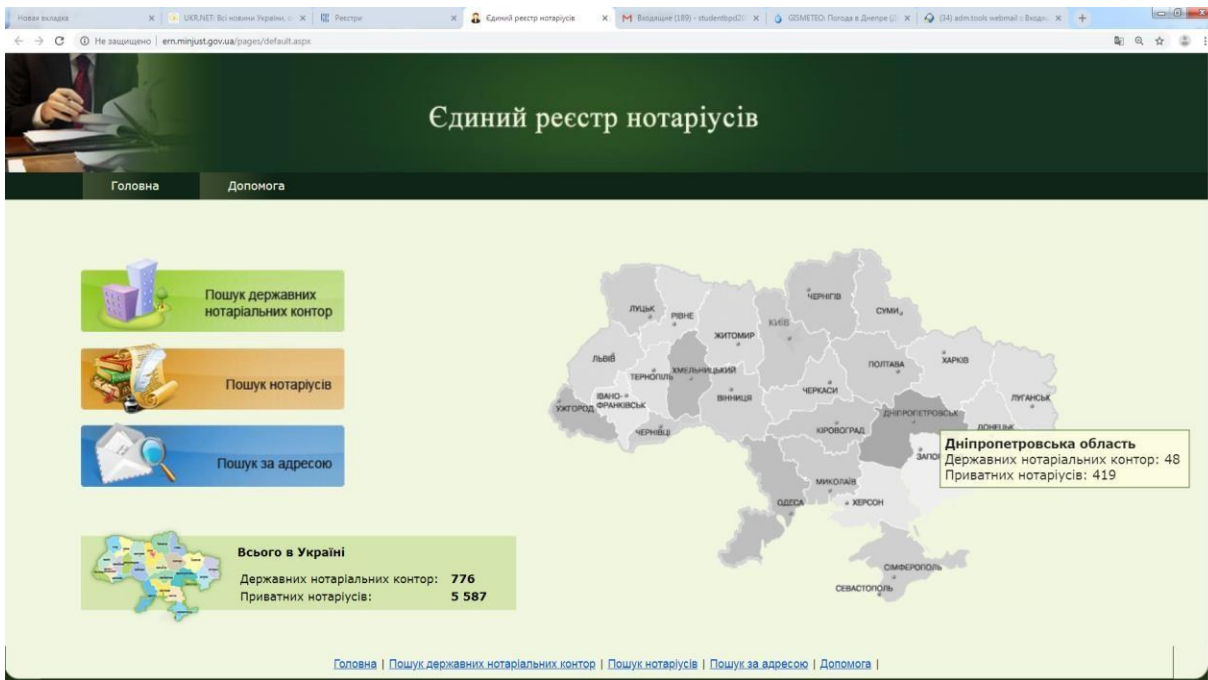 Новая вкладка
UKR.NET: Всі новини України, о
Реєстри
Єдиний реєстр нотаріусів
Входящие (189) - studentbpd20
GISMETEO: Погода в Днепре (
(34) adm.tools webmail :: Входя
Не защищено | ern.minjust.gov.ua/pages/default.aspx
Єдиний реєстр нотаріусів
Головна
Допомога
Пошук державних
нотаріальних контор
Пошук нотаріусів
Пошук за адресою
Всього в Україні
Державних нотаріальних контор: 776
Приватних нотаріусів: 5 587
ЛУЦЬК
РІВНЕ
ЖИТОМИР
КИЇВ
ЧЕРНІГІВ
СУМИ
ЛЬВІВ
ТЕРНОПІЛЬ
ХМЕЛЬНИЦЬКИЙ
ВІННИЦЯ
ЧЕРКАСИ
ПОЛТАВА
ХАРКІВ
ЛУГАНСЬК
УЖГОРОД
ІВАНО-
ФРАНКІВСЬК
ЧЕРНІВЦІ
КІРОВОГРАД
ДНІПРОПЕТРОВСЬК
ДОНЕЦЬК
ЗАПО
Дніпропетровська область
Державних нотаріальних контор: 48
Приватних нотаріусів: 419
МИКОЛАЇВ
ОДЕСА
ХЕРСОН
СІМФЕРОПОЛЬ
СЕВАСТОПОЛЬ
Головна | Пошук державних нотаріальних контор | Пошук нотаріусів | Пошук за адресою | Допомога |